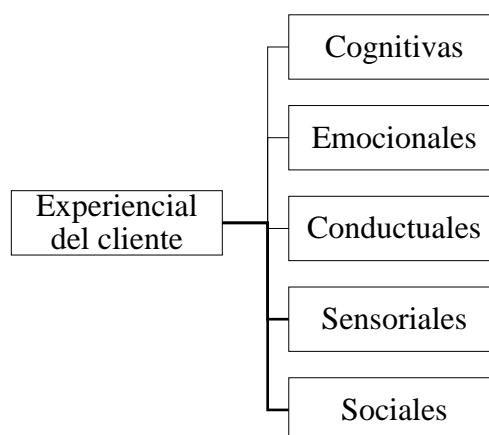 Experiencial
del cliente
Cognitivas
Emocionales
Conductuales
Sensoriales
Sociales